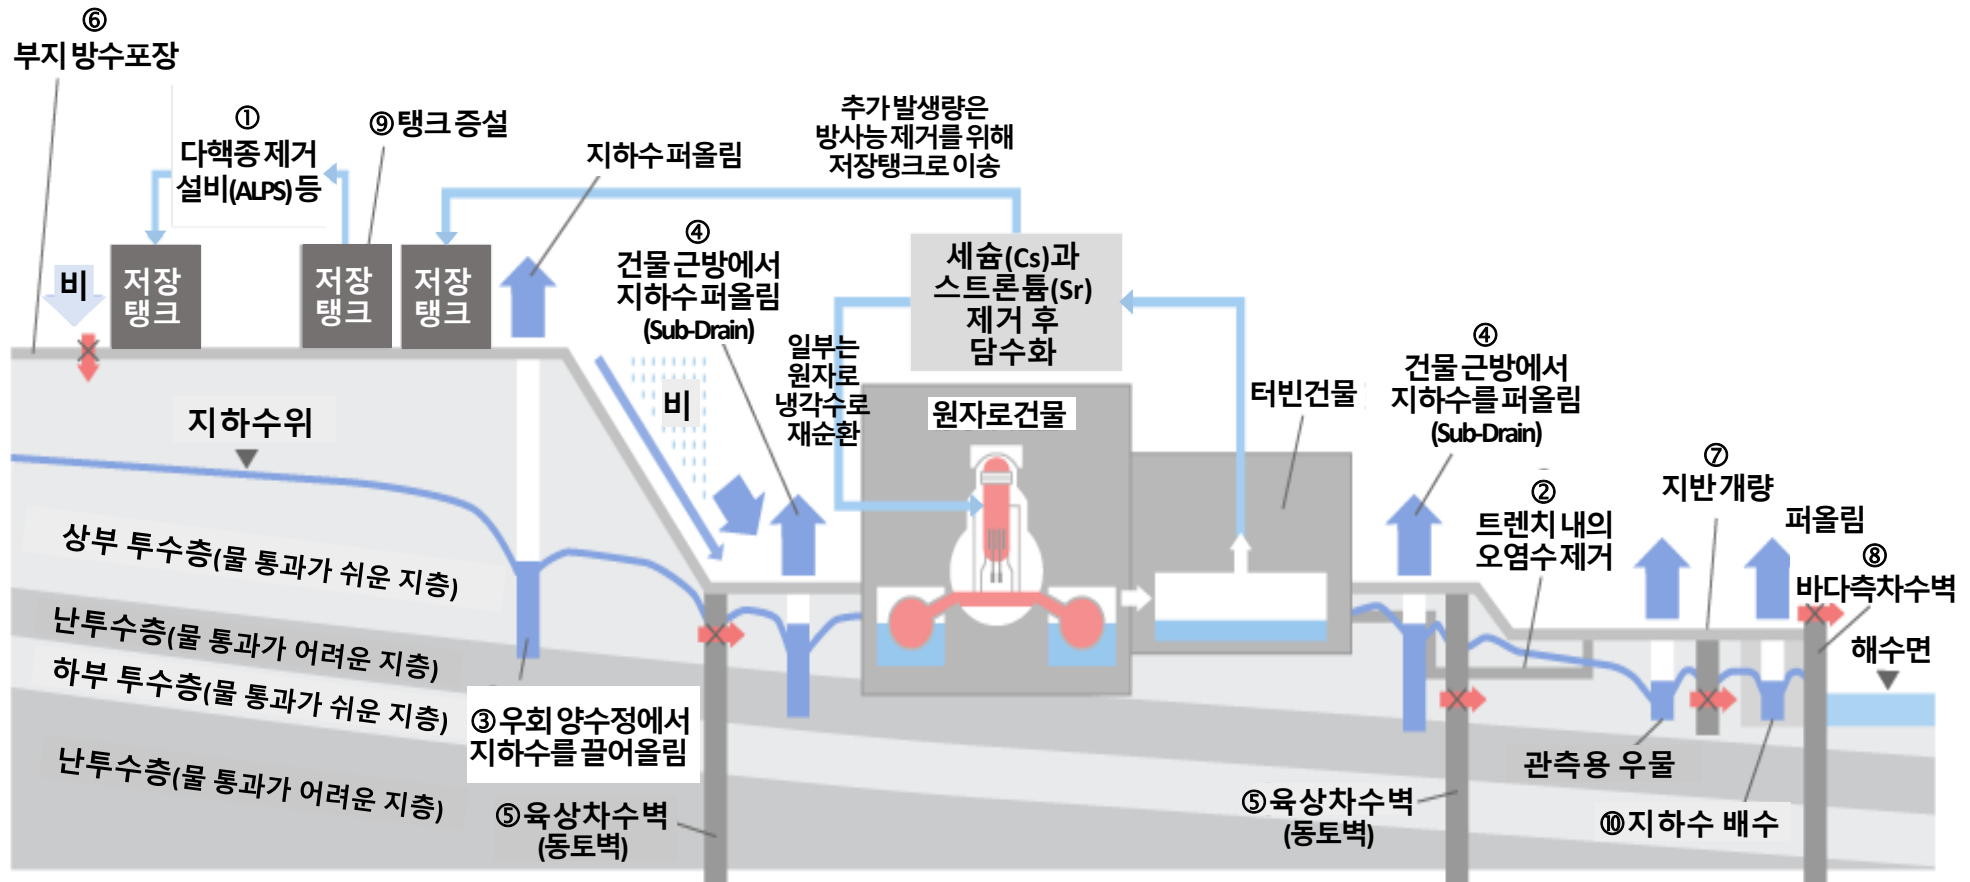 ⑥
부지 방수포장
①
다핵종 제거
설비(ALPS) 등
⑨탱크 증설
지하수 퍼올림
추가 발생량은
방사능 제거를 위해
저장탱크로 이송
④
건물 근방에서
지하수 퍼올림
(Sub-Drain)
비
저장
탱크
저장
탱크
저장
탱크
세슘(Cs)과
스트론튬(Sr)
제거 후
담수화
일부는
원자로
냉각수로
재순환
비
원자로건물
터빈건물
④
건물 근방에서
지하수를 퍼올림
(Sub-Drain)
②
트렌치 내의
오염수 제거
⑦
지반 개량
퍼올림
⑧
바다측차수벽
해수면
지하수위
상부 투수층(물 통과가 쉬운 지층)
난투수층(물 통과가 어려운 지층)
하부 투수층(물 통과가 쉬운 지층)
난투수층(물 통과가 어려운 지층)
③우회 양수정에서
지하수를 끌어올림
⑤육상차수벽
(동토벽)
⑤육상차수벽
(동토벽)
관측용 우물
⑩지하수 배수